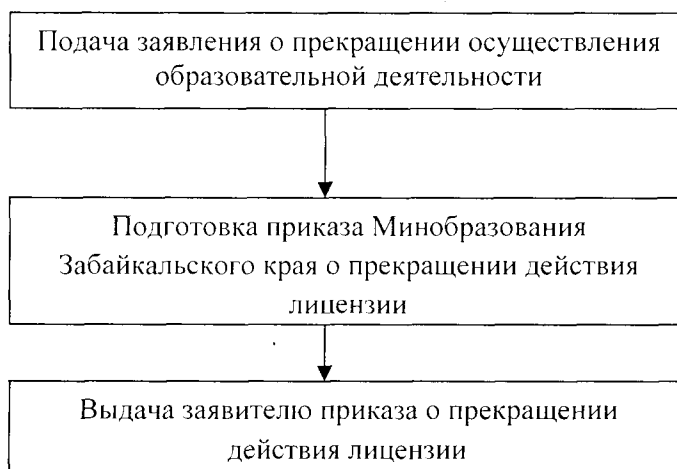 Подача заявления о прекращении осуществления
образовательной деятельности
Подготовка приказа Минобразования
Забайкальского края о прекращении действия
лицензии
Выдача заявителю приказа о прекращении
действия лицензии